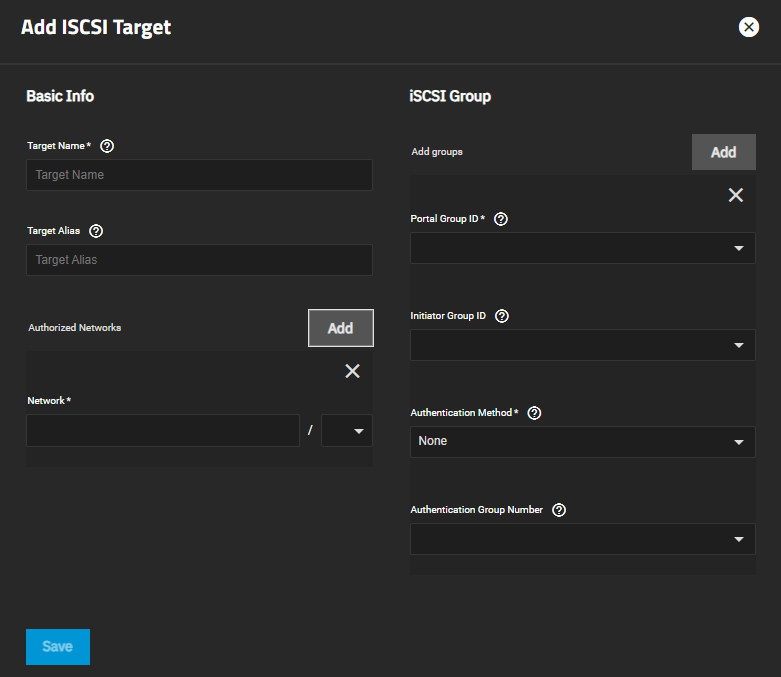 Add ISCSI Target
Basic Info
Target Name*
Target Name
Target Alias
Target Alias
Authorized Networks
Add
Network*
/
iSCSI Group
Add groups
Add
Portal Group ID*
Initiator Group ID
Authentication Method*
None
Authentication Group Number
Save